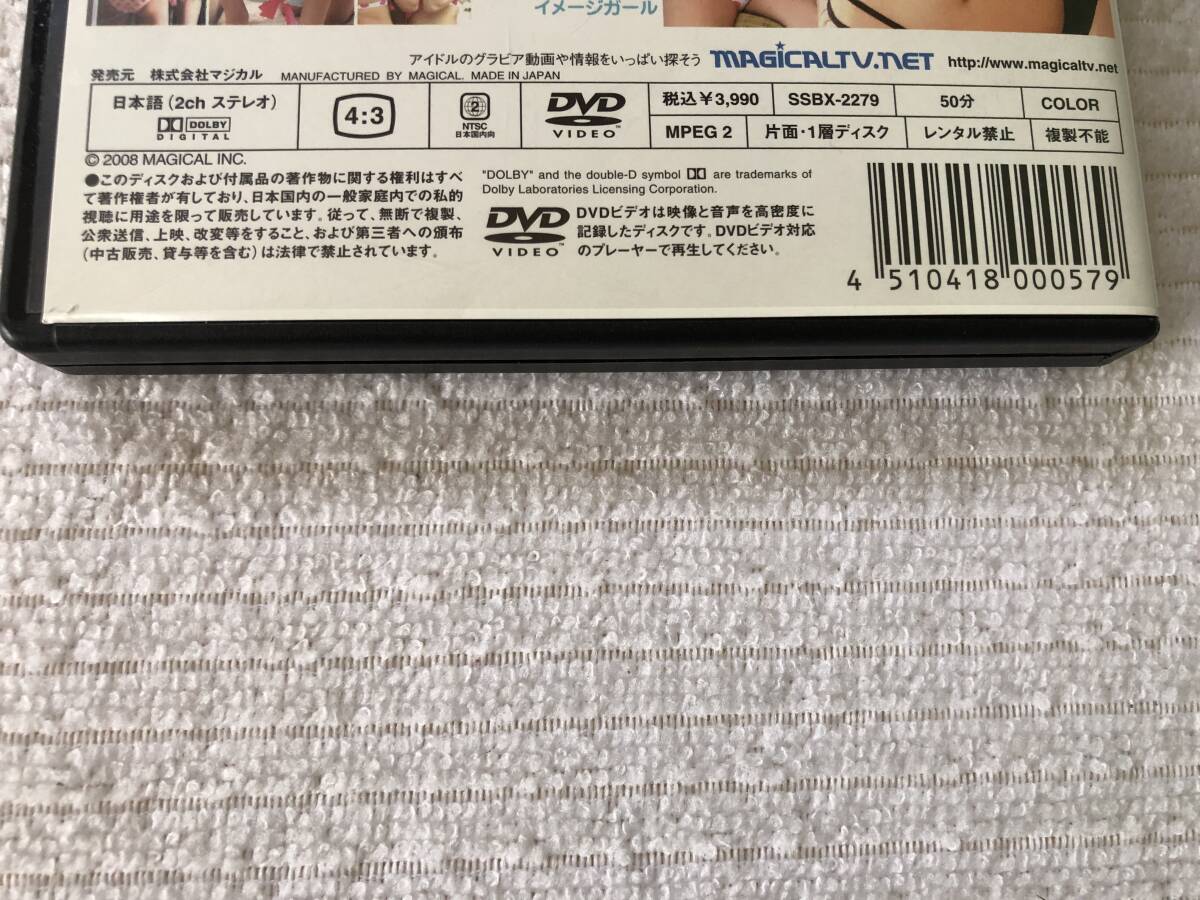 イメージガール
アイドルのグラビア動画や情報をいっぱい探そう MAGICALTV.NET http://www.magicaltv.net
発売元 株式会社マジカル MANUFACTURED BY MAGICAL. MADE IN JAPAN
日本語(2ch ステレオ)
DOLBY
DIGITAL
4:3
2
NTSC
日本国内向
DVD
VIDEO
税込¥3,990 SSBX-2279 50分 COLOR
MPEG 2 片面・1層ディスク レンタル禁止 複製不能
© 2008 MAGICAL INC.
●このディスクおよび付属品の著作物に関する権利はすべ
て著作権者が有しており、日本国内の一般家庭内での私的
視聴に用途を限って販売しています。従って、無断で複製、
公衆送信、上映、改変等をすること、および第三者への頒布
(中古販売、貸与等を含む)は法律で禁止されています。
"DOLBY" and the double-D symbol are trademarks of
Dolby Laboratories Licensing Corporation.
DVD
VIDEO
DVDビデオは映像と音声を高密度に
記録したディスクです。DVDビデオ対応
のプレーヤーで再生してください。
4 510418 000579